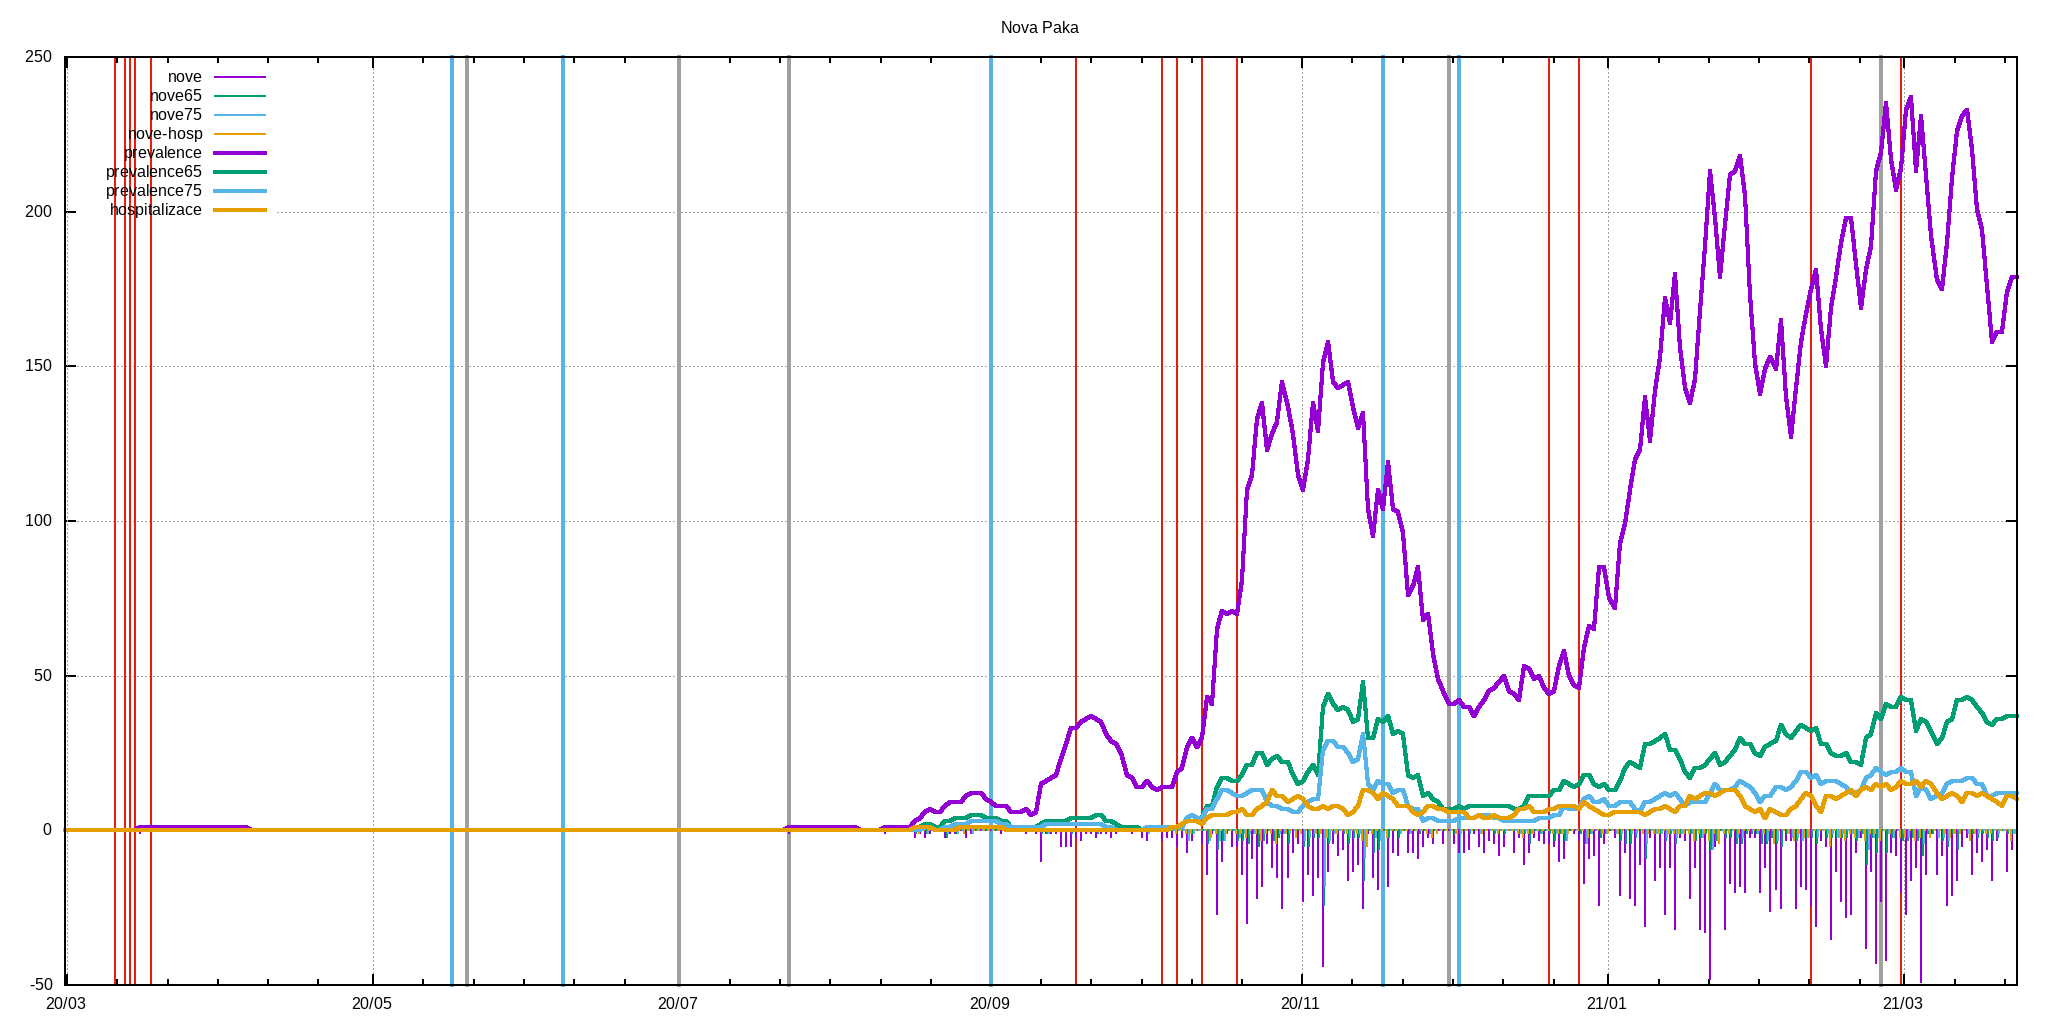 Nova Paka
250
200
150
100
50
0
-50
nove
nove65
nove75
nove-hosp
prevalence
prevalence65
prevalence75
hospitalizace
20/03 20/05 20/07 20/09 20/11 21/01 21/03